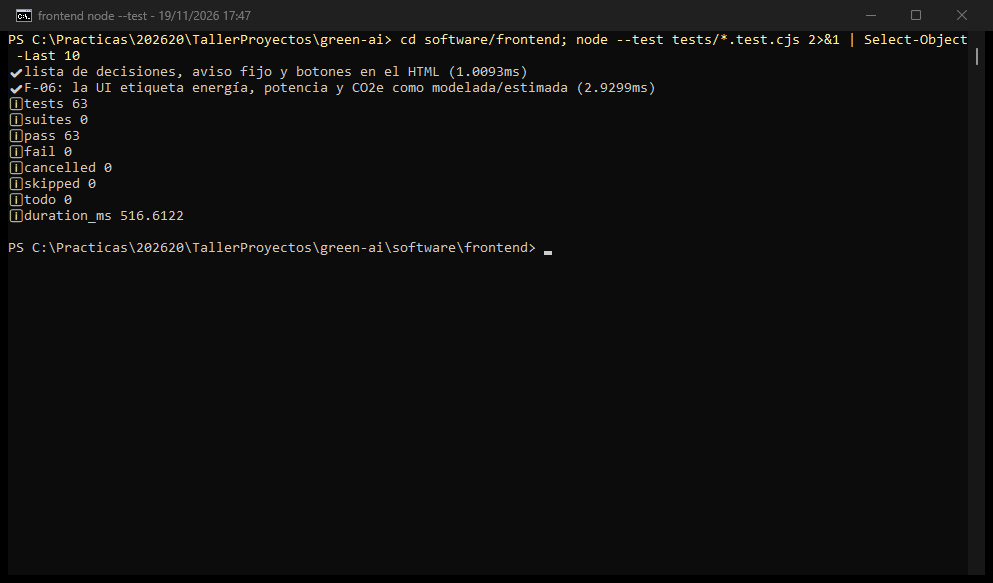 frontend node --test - 19/11/2026 17:47
PS C:\Practicas\202620\TallerProyectos\green-ai> cd software/frontend; node --test tests/*.test.cjs 2>&1 | Select-Object
-Last 10
✔lista de decisiones, aviso fijo y botones en el HTML (1.0093ms)
✔F-06: la UI etiqueta energía, potencia y CO2e como modelada/estimada (2.9299ms)
ℹtests 63
ℹsuites 0
ℹpass 63
ℹfail 0
ℹcancelled 0
ℹskipped 0
ℹtodo 0
ℹduration_ms 516.6122
PS C:\Practicas\202620\TallerProyectos\green-ai\software\frontend>